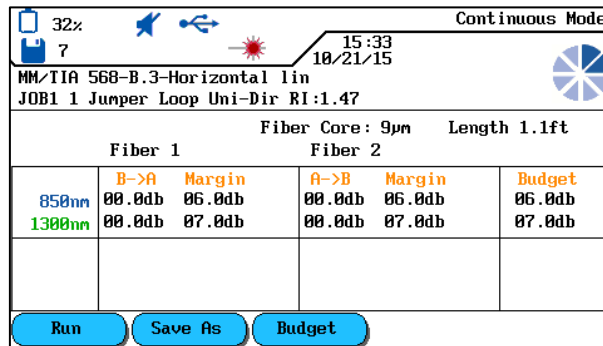 32% Continuous Mode
7 15:33
10/21/15
MM/TIA 568-B.3-Horizontal lin
JOB1 1 Jumper Loop Uni-Dir RI:1.47
Fiber Core: 9μm Length 1.1ft
Fiber 1 Fiber 2
B->A Margin A->B Margin Budget
850nm 00.0db 06.0db 00.0db 06.0db 06.0db
1300nm 00.0db 07.0db 00.0db 07.0db 07.0db
Run Save As Budget